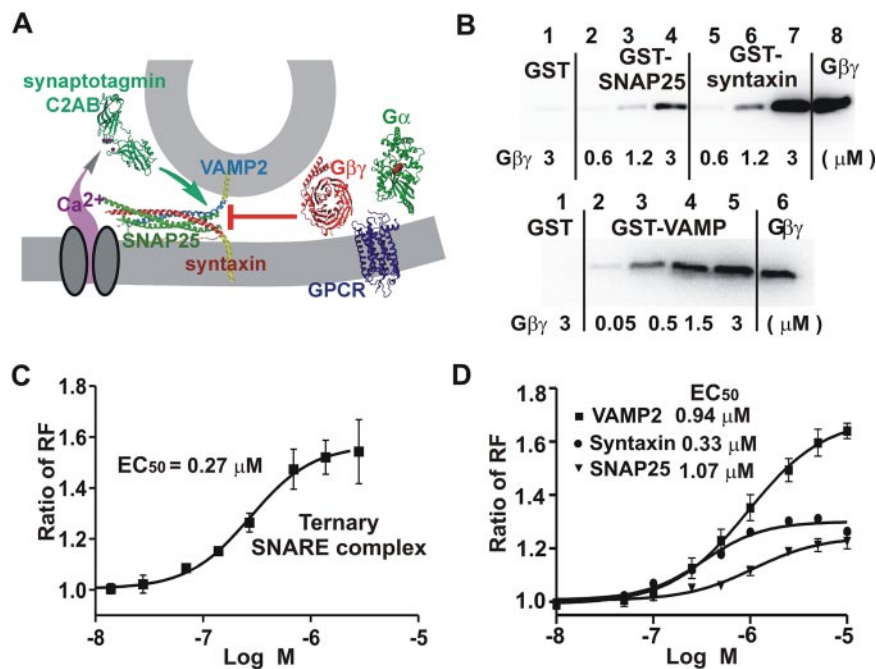 A
synaptotagmin
C2AB
VAMP2
Gβγ
Gα
Ca2+
SNAP25
syntaxin
GPCR
B
1 2 3 4 5 6 7 8
GST GST-SNAP25 GST-syntaxin Gβγ
Gβγ 3 0.6 1.2 3 0.6 1.2 3 ( μM )
1 2 3 4 5 6
GST GST-VAMP Gβγ
Gβγ 3 0.05 0.5 1.5 3 ( μM )
C
Ratio of RF
1.8
1.6
1.4
1.2
1.0
EC50 = 0.27 μM
Ternary
SNARE complex
-8 -7 -6 -5
Log M
D
Ratio of RF
1.8
1.6
1.4
1.2
1.0
EC50
VAMP2 0.94 μM
Syntaxin 0.33 μM
SNAP25 1.07 μM
-8 -7 -6 -5
Log M